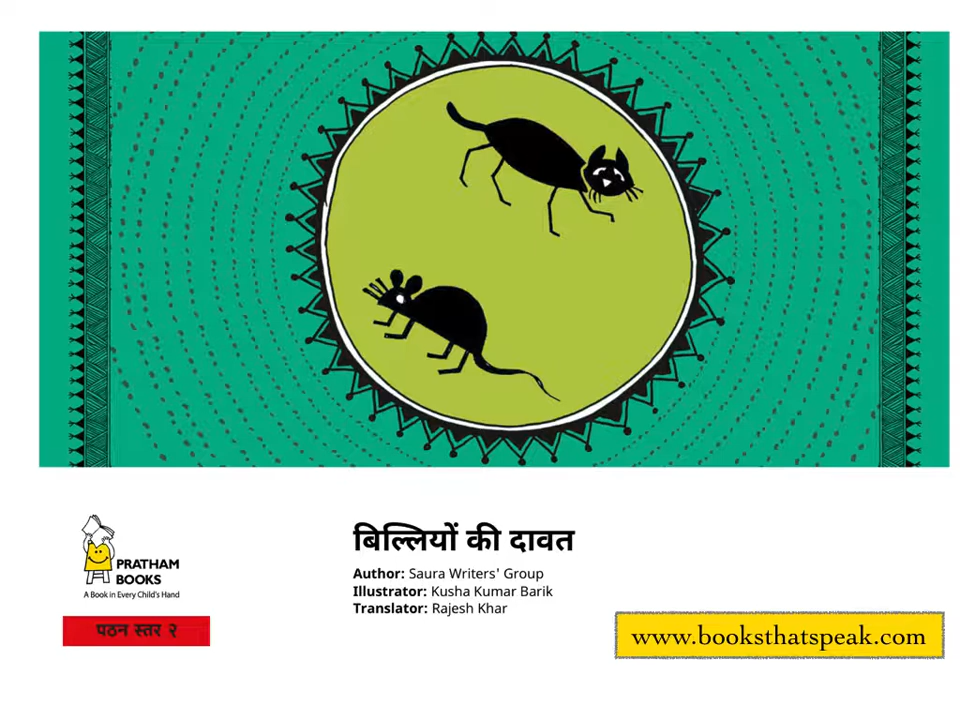 PRATHAM
BOOKS
A Book in Every Child's Hand
पठन स्तर २
बिल्लियों की दावत
Author: Saura Writers' Group
Illustrator: Kusha Kumar Barik
Translator: Rajesh Khar
www.booksthatspeak.com